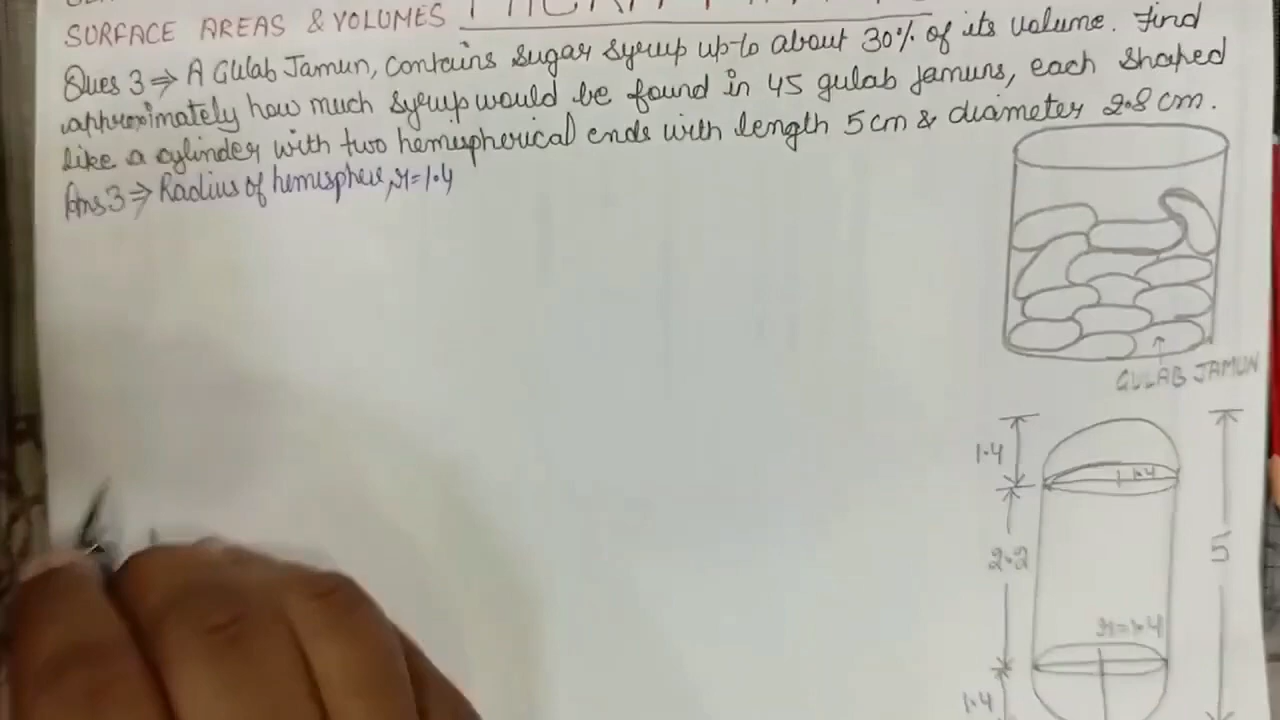 SURFACE AREAS & VOLUMES
Ques 3 ⇒ A Gulab Jamun, contains sugar syrup up-to about 30% of its volume. Find
approximately how much syrup would be found in 45 gulab jamuns, each shaped
like a cylinder with two hemispherical ends with length 5 cm & diameter 2.8 cm.
Ans 3 ⇒ Radius of hemisphere, r = 1.4
GULAB JAMUN
1.4
1.4
2.2
5
r = 1.4
1.4